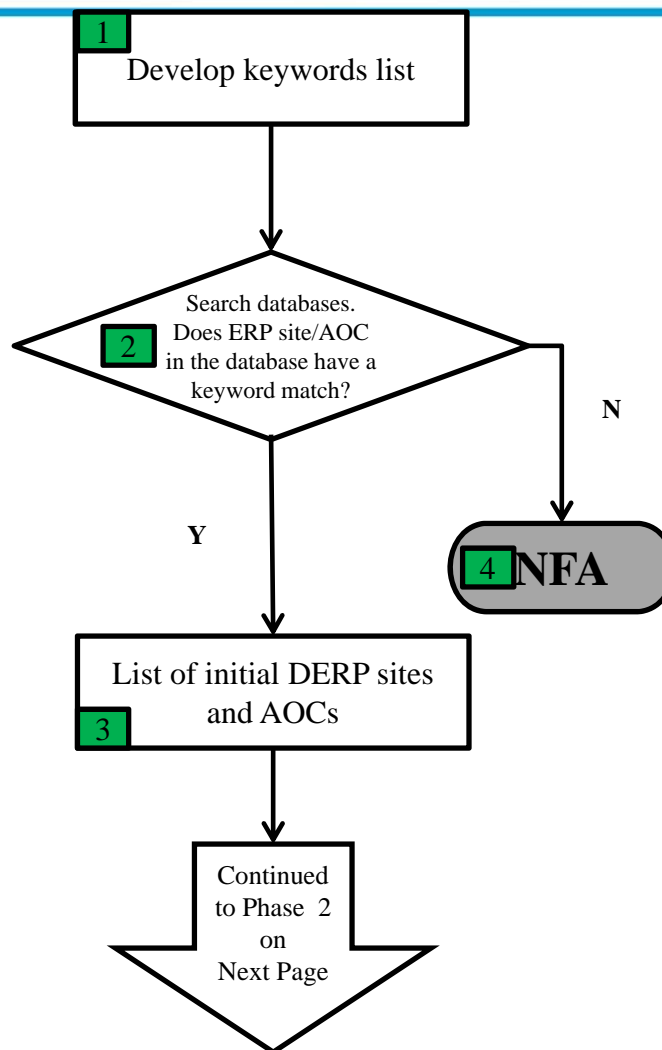 1
Develop keywords list
Search databases.
2
Does ERP site/AOC
in the database have a
keyword match?
N
Y
4
NFA
List of initial DERP sites
and AOCs
3
Continued
to Phase 2
on
Next Page